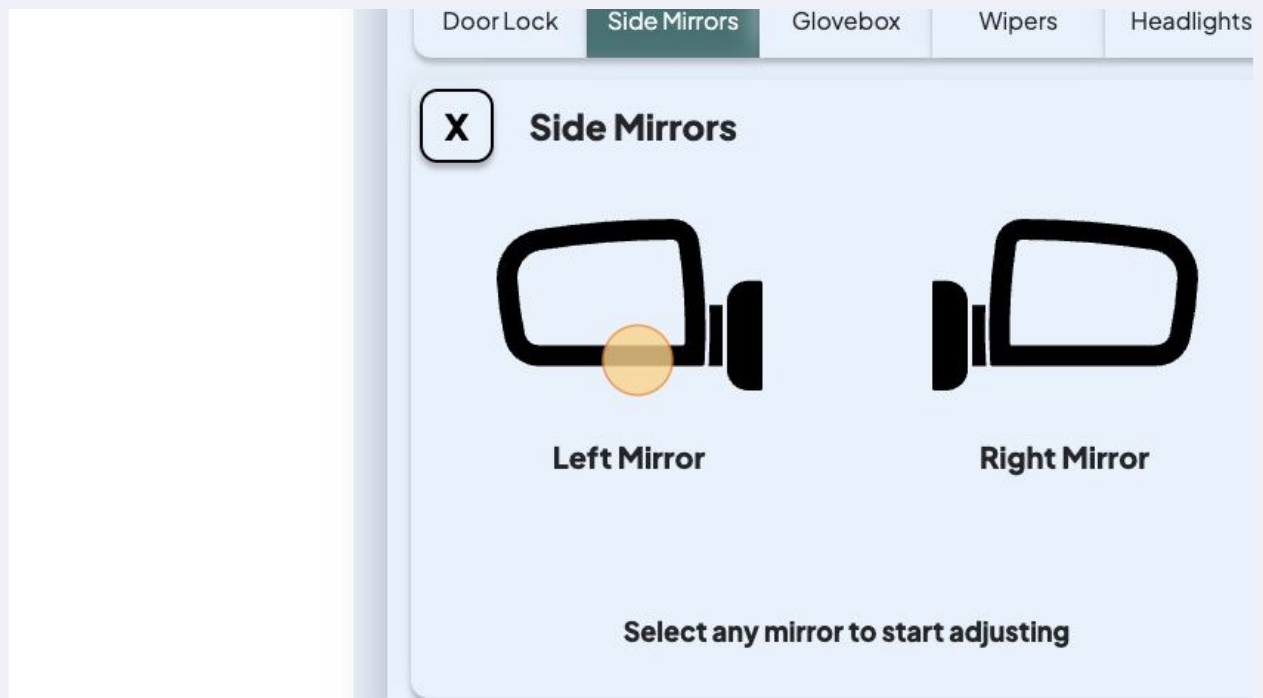 Door Lock Side Mirrors Glovebox Wipers Headlights
X Side Mirrors
Left Mirror Right Mirror
Select any mirror to start adjusting